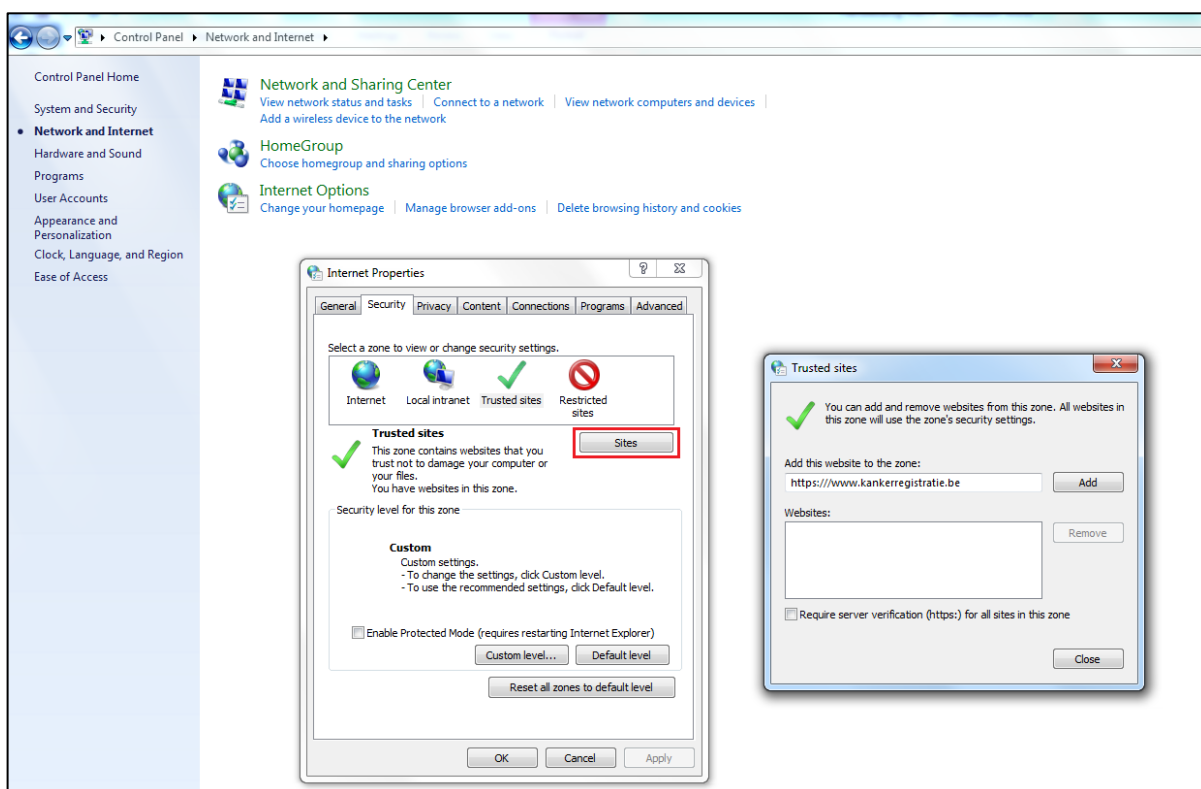 Control Panel Network and Internet
Control Panel Home
System and Security
Network and Internet
Hardware and Sound
Programs
User Accounts
Appearance and
Personalization
Clock, Language, and Region
Ease of Access
Network and Sharing Center
View network status and tasks Connect to a network View network computers and devices
Add a wireless device to the network
HomeGroup
Choose homegroup and sharing options
Internet Options
Change your homepage Manage browser add-ons Delete browsing history and cookies
Internet Properties
General Security Privacy Content Connections Programs Advanced
Select a zone to view or change security settings.
Internet Local intranet Trusted sites Restricted
sites
Trusted sites
Sites
This zone contains websites that you
trust not to damage your computer or
your files.
You have websites in this zone.
Security level for this zone
Custom
Custom settings.
- To change the settings, click Custom level.
- To use the recommended settings, click Default level.
Enable Protected Mode (requires restarting Internet Explorer)
Custom level... Default level
Reset all zones to default level
OK Cancel Apply
Trusted sites
You can add and remove websites from this zone. All websites in
this zone will use the zone's security settings.
Add this website to the zone:
https:///www.kankerregistratie.be Add
Websites:
Remove
Require server verification (https:) for all sites in this zone
Close